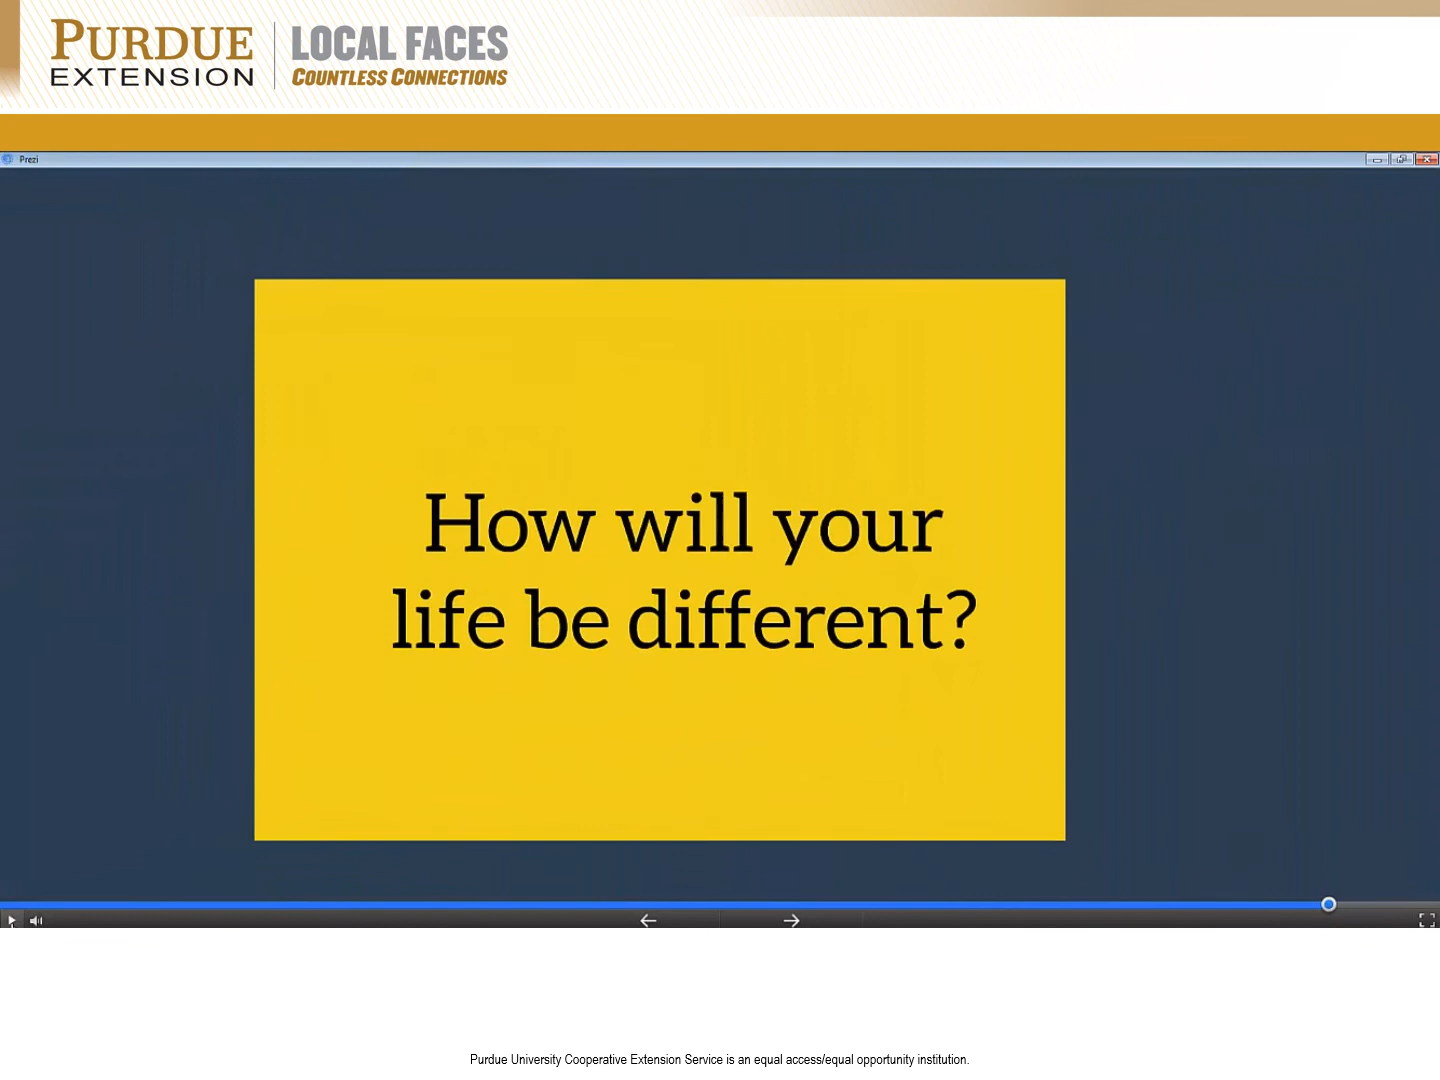 PURDUE
EXTENSION
LOCAL FACES
COUNTLESS CONNECTIONS
Prezi
How will your
life be different?
Purdue University Cooperative Extension Service is an equal access/equal opportunity institution.